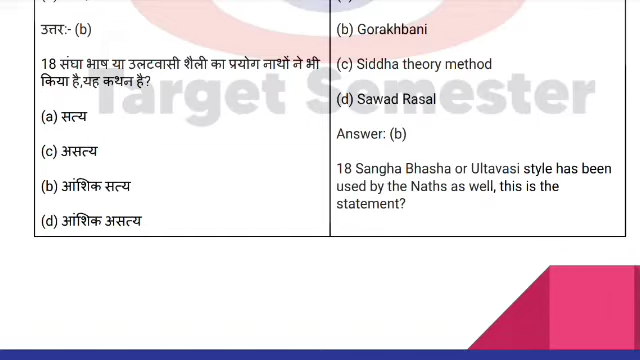 उत्तर:- (b)
18 संघा भाष या उलटवासी शैली का प्रयोग नाथों ने भी
किया है,यह कथन है?
(a) सत्य
(c) असत्य
(b) आंशिक सत्य
(d) आंशिक असत्य
(b) Gorakhbani
(c) Siddha theory method
(d) Sawad Rasal
Answer: (b)
18 Sangha Bhasha or Ultavasi style has been
used by the Naths as well, this is the
statement?
Target Semester